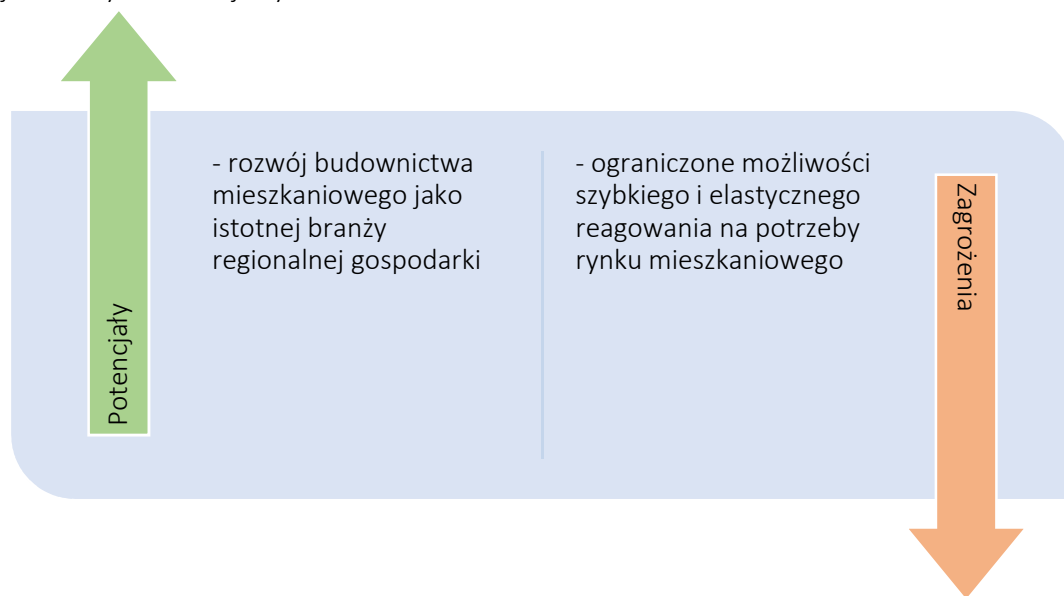 Potencjały
- rozwój budownictwa
mieszkaniowego jako
istotnej branży
regionalnej gospodarki
- ograniczone możliwości
szybkiego i elastycznego
reagowania na potrzeby
rynku mieszkaniowego
Zagrożenia